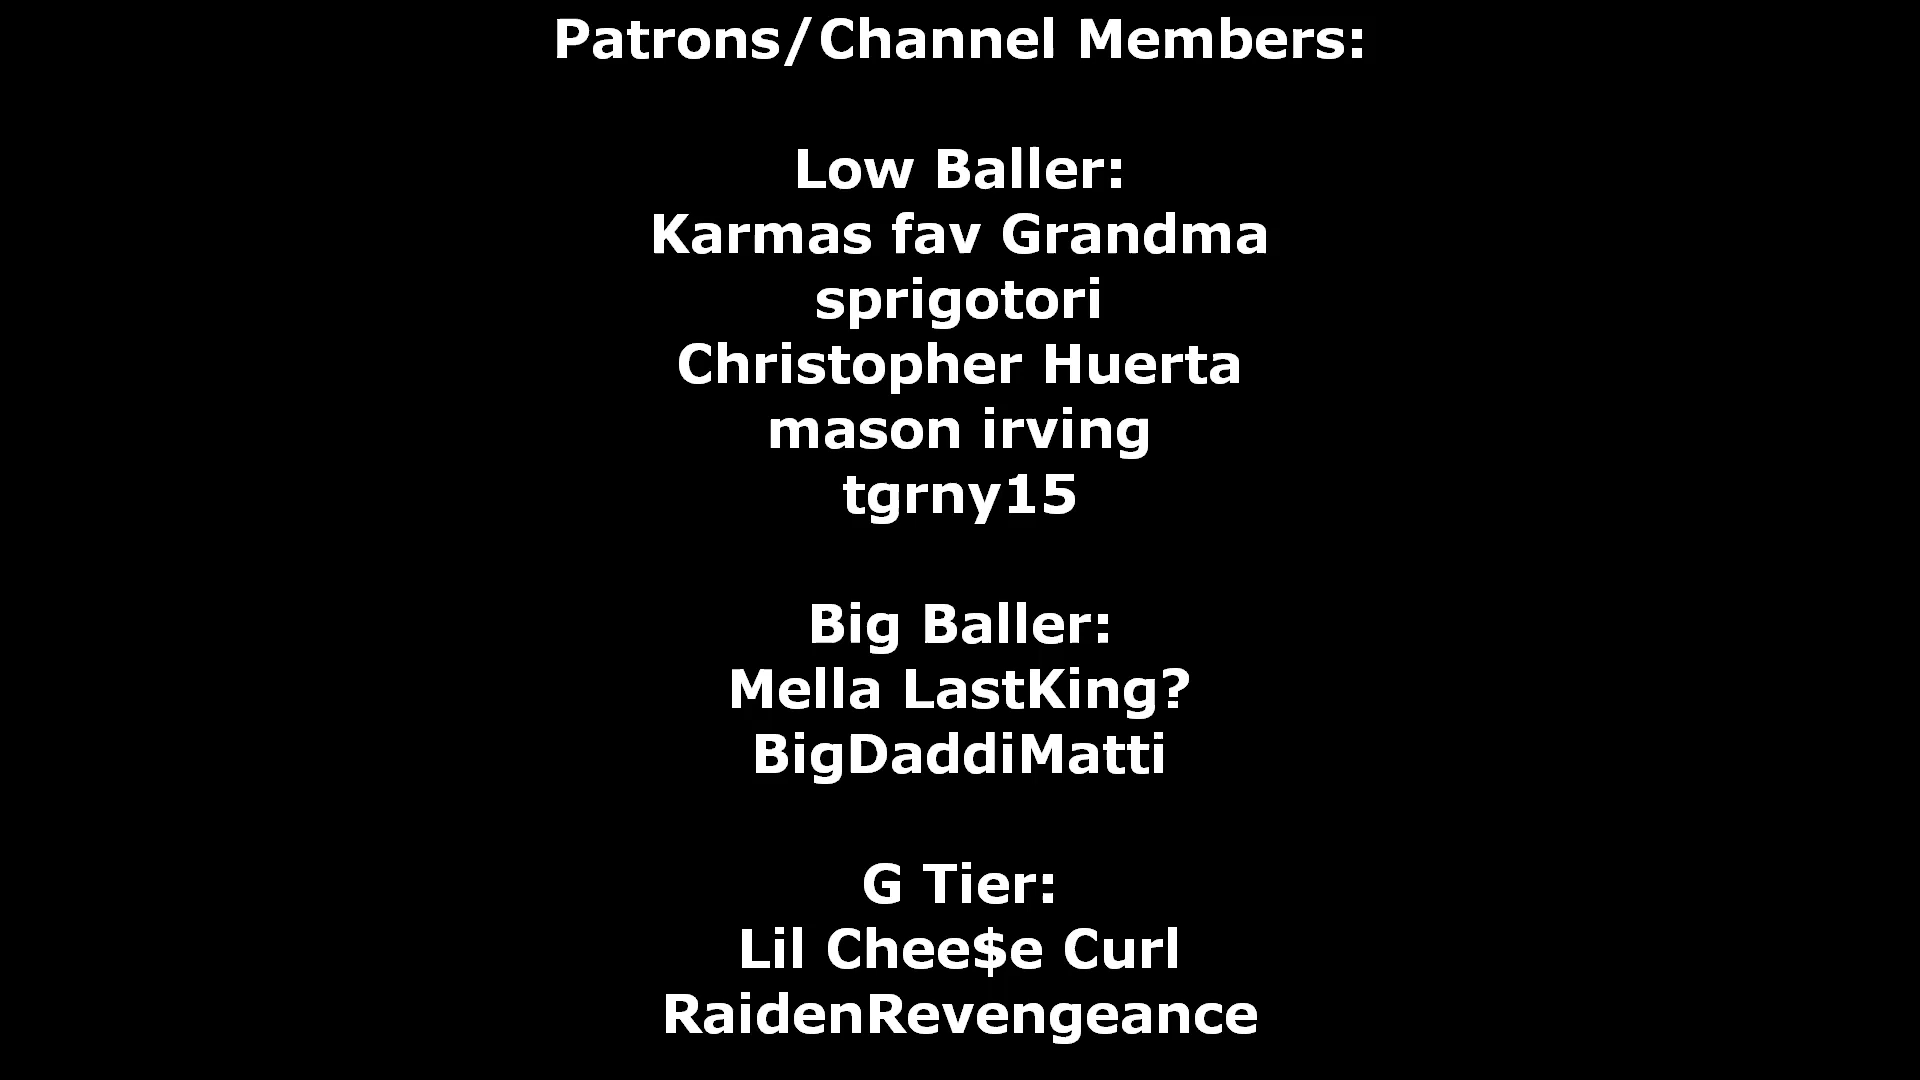 Patrons/Channel Members:
Low Baller:
Karmas fav Grandma
sprigotori
Christopher Huerta
mason irving
tgrny15
Big Baller:
Mella LastKing?
BigDaddiMatti
G Tier:
Lil Chee$e Curl
RaidenRevengeance